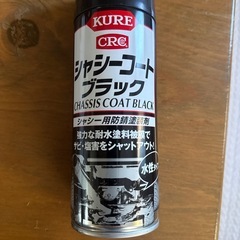 KURE
CRC
シャシーコート
ブラック
CHASSIS COAT BLACK
シャシー用防錆塗装剤
強力な耐水塗料被膜で
サビ・塩害をシャットアウト!
水性